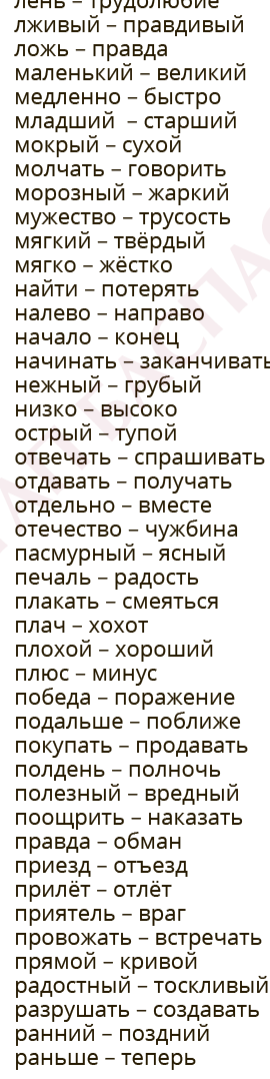 лень – трудолюбие
лживый – правдивый
ложь – правда
маленький – великий
медленно – быстро
младший – старший
мокрый – сухой
молчать – говорить
морозный – жаркий
мужество – трусость
мягкий – твёрдый
мягко – жёстко
найти – потерять
налево – направо
начало – конец
начинать – заканчивать
нежный – грубый
низко – высоко
острый – тупой
отвечать – спрашивать
отдавать – получать
отдельно – вместе
отечество – чужбина
пасмурный – ясный
печаль – радость
плакать – смеяться
плач – хохот
плохой – хороший
плюс – минус
победа – поражение
подальше – поближе
покупать – продавать
полдень – полночь
полезный – вредный
поощрить – наказать
правда – обман
приезд – отъезд
прилёт – отлёт
приятель – враг
провожать – встречать
прямой – кривой
радостный – тоскливый
разрушать – создавать
ранний – поздний
раньше – теперь